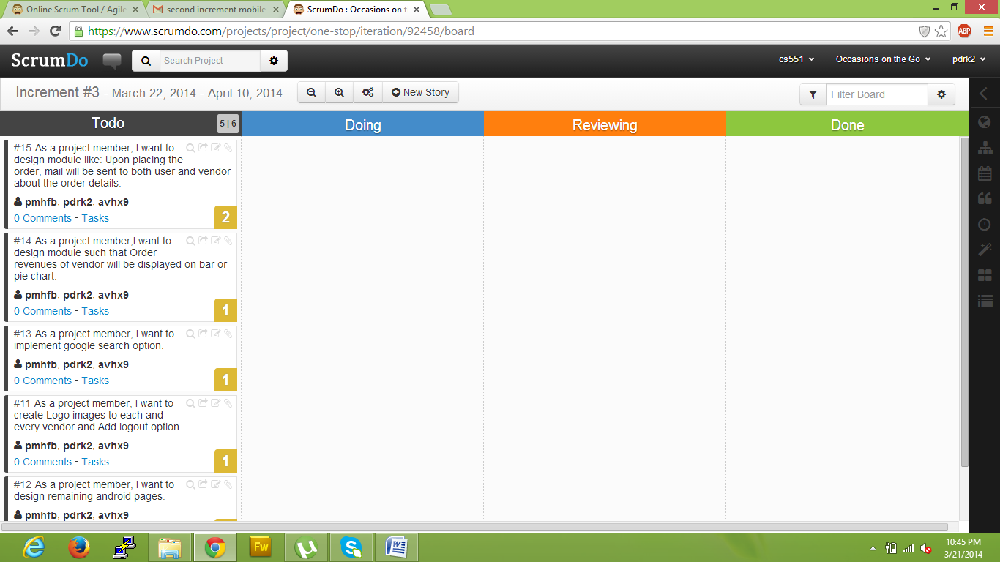 Online Scrum Tool / Agile
second increment mobile
ScrumDo : Occasions on t
https://www.scrumdo.com/projects/project/one-stop/iteration/92458/board
ABP
ScrumDo
Search Project
cs551
Occasions on the Go
pdrk2
Increment #3 - March 22, 2014 - April 10, 2014
New Story
Filter Board
Todo
5 | 6
Doing
Reviewing
Done
#15 As a project member, I want to
design module like: Upon placing the
order, mail will be sent to both user and vendor
about the order details.
pmhfb, pdrk2, avhx9
0 Comments - Tasks
2
#14 As a project member,I want to
design module such that Order
revenues of vendor will be displayed on bar or
pie chart.
pmhfb, pdrk2, avhx9
0 Comments - Tasks
1
#13 As a project member, I want to
implement google search option.
pmhfb, pdrk2, avhx9
0 Comments - Tasks
1
#11 As a project member, I want to
create Logo images to each and
every vendor and Add logout option.
pmhfb, pdrk2, avhx9
0 Comments - Tasks
1
#12 As a project member, I want to
design remaining android pages.
pmhfb, pdrk2, avhx9
Fw
10:45 PM
3/21/2014